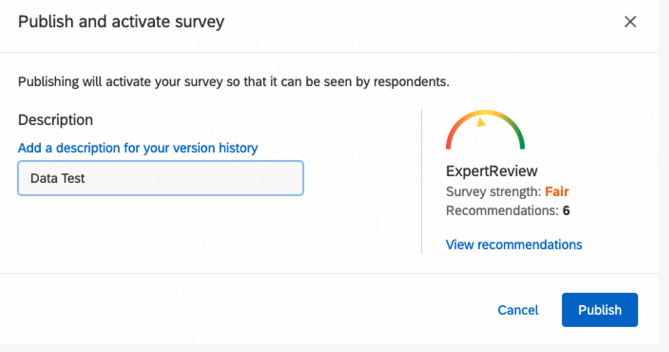 Publish and activate survey
Publishing will activate your survey so that it can be seen by respondents.
Description
Add a description for your version history
Data Test
ExpertReview
Survey strength: Fair
Recommendations: 6
View recommendations
Cancel
Publish